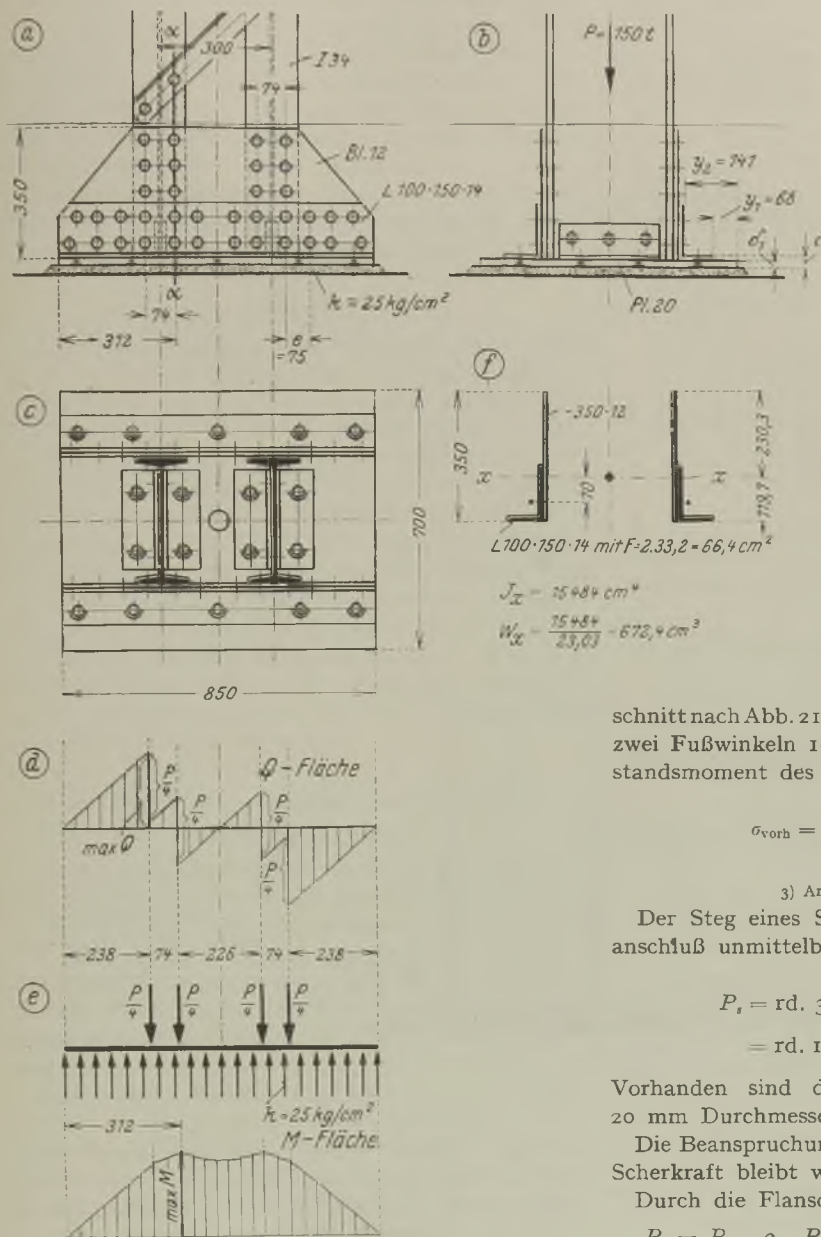 a
α
300
I 34
74
Bl. 12
L 100·150·14
350
α
k = 25 kg/cm²
74
312
e
= 75
b
P = 150 t
y₂ = 141
y₁ = 68
Pl. 20
c
700
850
f
350
-350·12
x
x
70
118,7
230,3
L 100·150·14 mit F = 2·33,2 = 66,4 cm²
Jx = 15484 cm⁴
Wx = 15484 / 23,03 = 672,4 cm³
d
Q-Fläche
P/4
P/4
P/4
P/4
max Q
238
74
226
74
238
e
P/4
P/4
P/4
P/4
k = 25 kg/cm²
312
M-Fläche
max M
schnitt nach Abb. 21
zwei Fußwinkeln 1
standsmoment des
σvorh =
3) Ar
Der Steg eines S
anschluß unmittelb
Ps = rd. 3
= rd. 1
Vorhanden sind d
20 mm Durchmesse
Die Beanspruchu
Scherkraft bleibt w
Durch die Flansc